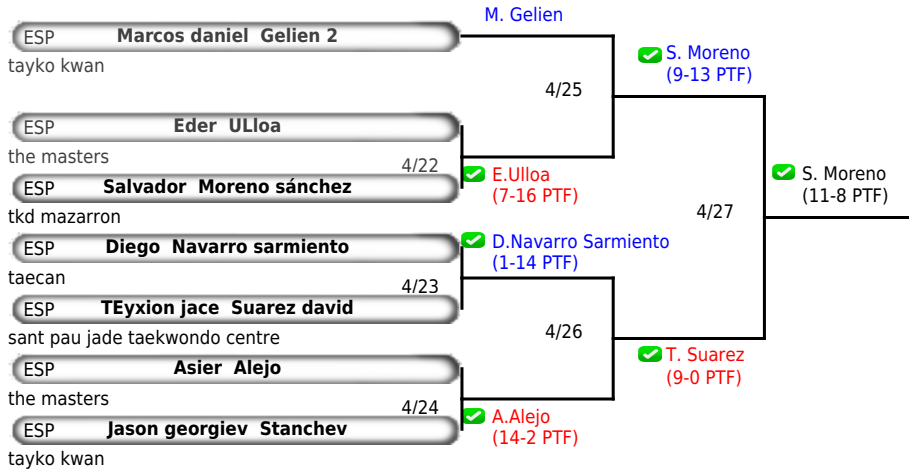 M. Gelien
ESP Marcos daniel Gelien 2
tayko kwan
S. Moreno
(9-13 PTF)
4/25
ESP Eder ULloa
the masters
4/22
E.Ulloa
(7-16 PTF)
ESP Salvador Moreno sánchez
tkd mazarron
S. Moreno
(11-8 PTF)
4/27
ESP Diego Navarro sarmiento
taecan
D.Navarro Sarmiento
(1-14 PTF)
4/23
ESP TEyxion jace Suarez david
sant pau jade taekwondo centre
4/26
T. Suarez
(9-0 PTF)
ESP Asier Alejo
the masters
4/24
A.Alejo
(14-2 PTF)
ESP Jason georgiev Stanchev
tayko kwan